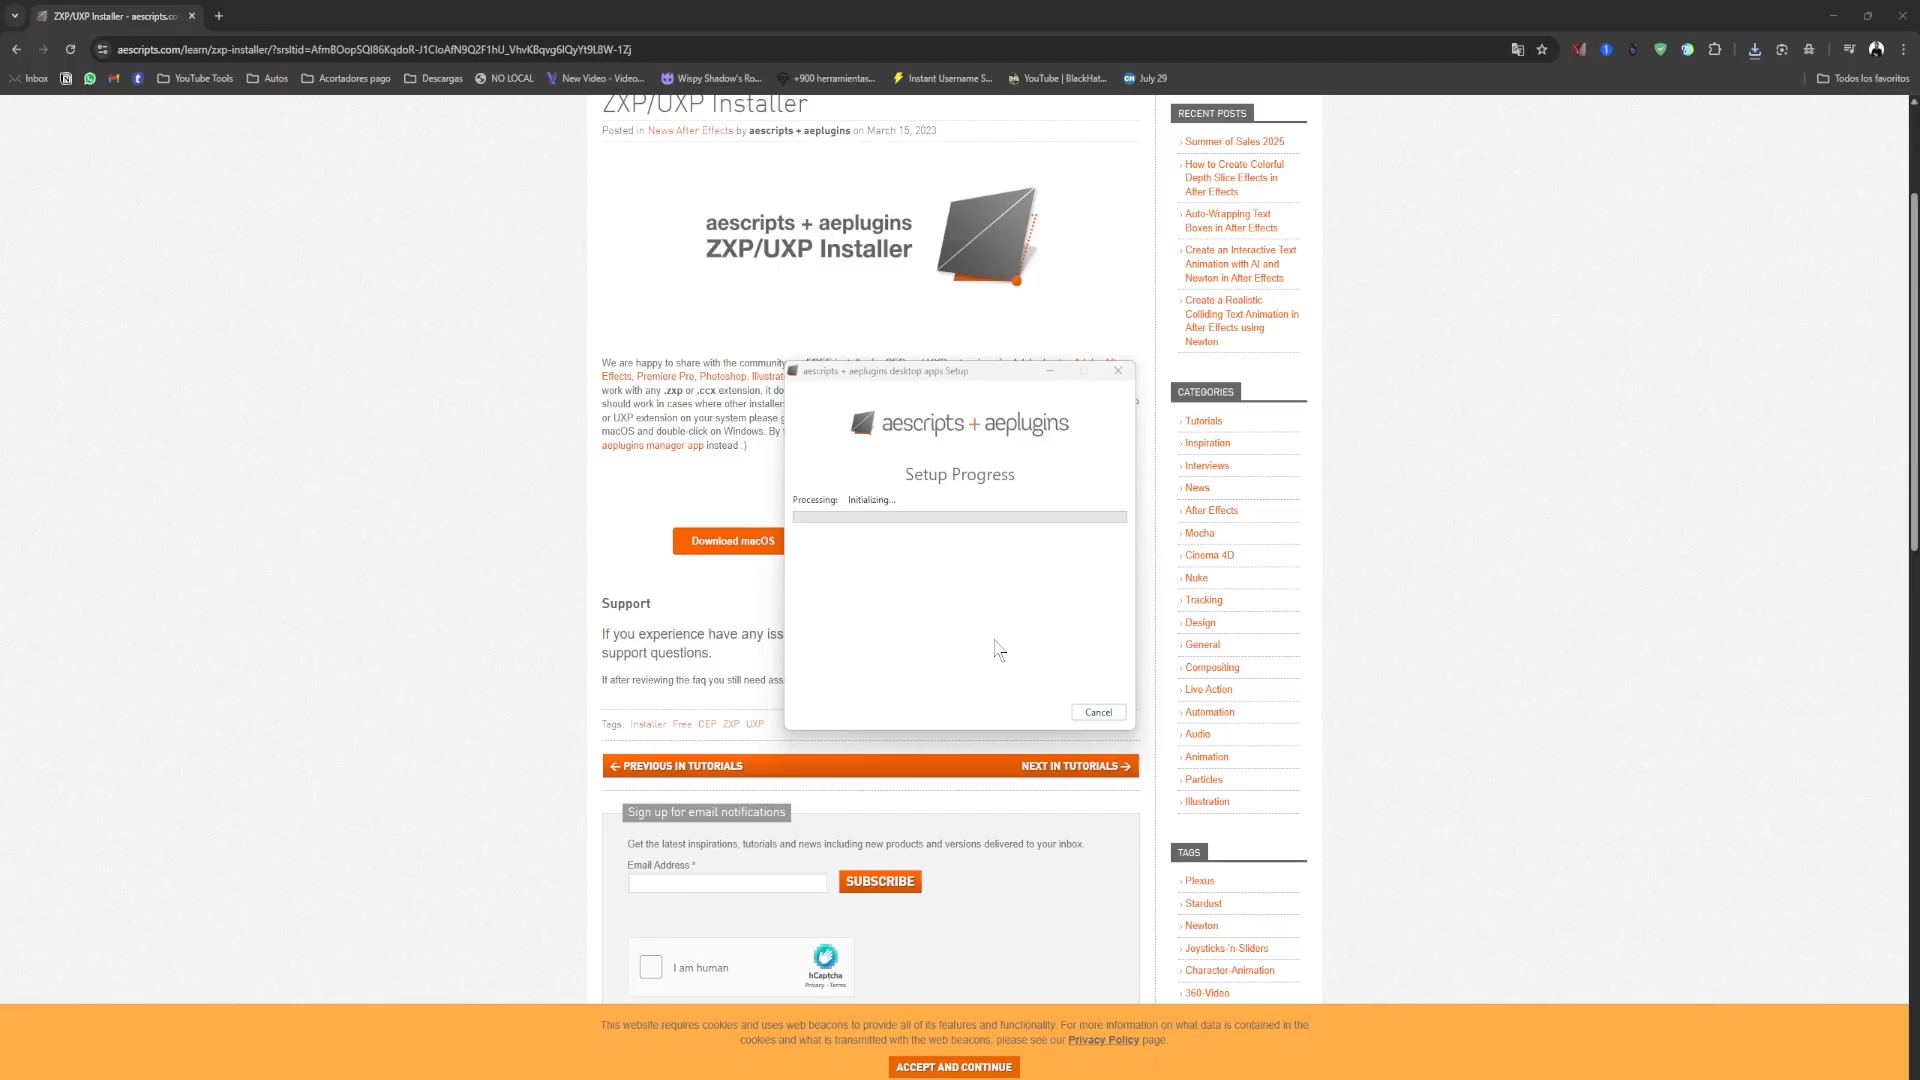 ZXP/UXP Installer - aescripts.co
aescripts.com/learn/zxp-installer/?srsltid=AfmBOopSQl86KqdoR-J1CloAfN9Q2F1hU_VhvKBqvg6lQyYt9L8W-1Zj
Inbox
YouTube Tools
Autos
Acortadores pago
Descargas
NO LOCAL
New Video - Video...
Wispy Shadow's Ro...
+900 herramientas...
Instant Username S...
YouTube | BlackHat...
July 29
Todos los favoritos
ZXP/UXP Installer
Posted in News After Effects by aescripts + aeplugins on March 15, 2023
aescripts + aeplugins
ZXP/UXP Installer
We are happy to share with the community
Effects, Premiere Pro, Photoshop, Illustrat
work with any .zxp or .ccx extension, it do
should work in cases where other installer
or UXP extension on your system please g
macOS and double-click on Windows. By
aeplugins manager app instead :)
Download macOS
Support
If you experience have any iss
support questions.
If after reviewing the faq you still need ass
Tags: Installer Free CEP ZXP UXP
aescripts + aeplugins desktop apps Setup
aescripts + aeplugins
Setup Progress
Processing: Initializing...
Cancel
← PREVIOUS IN TUTORIALS
NEXT IN TUTORIALS →
Sign up for email notifications
Get the latest inspirations, tutorials and news including new products and versions delivered to your inbox.
Email Address *
SUBSCRIBE
I am human
hCaptcha
Privacy - Terms
RECENT POSTS
› Summer of Sales 2025
› How to Create Colorful
Depth Slice Effects in
After Effects
› Auto-Wrapping Text
Boxes in After Effects
› Create an Interactive Text
Animation with AI and
Newton in After Effects
› Create a Realistic
Colliding Text Animation in
After Effects using
Newton
CATEGORIES
› Tutorials
› Inspiration
› Interviews
› News
› After Effects
› Mocha
› Cinema 4D
› Nuke
› Tracking
› Design
› General
› Compositing
› Live Action
› Automation
› Audio
› Animation
› Particles
› Illustration
TAGS
› Plexus
› Stardust
› Newton
› Joysticks-'n-Sliders
› Character-Animation
› 360-Video
This website requires cookies and uses web beacons to provide all of its features and functionality. For more information on what data is contained in the
cookies and what is transmitted with the web beacons, please see our Privacy Policy page.
ACCEPT AND CONTINUE